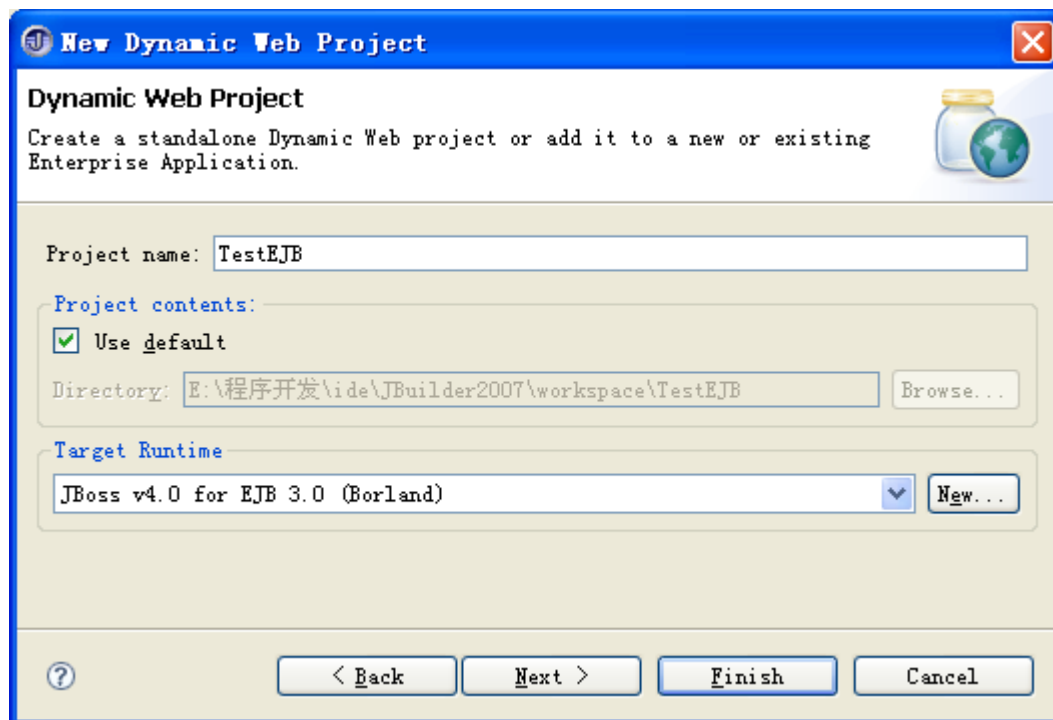 New Dynamic Web Project
Dynamic Web Project
Create a standalone Dynamic Web project or add it to a new or existing
Enterprise Application.
Project name: TestEJB
Project contents:
Use default
Directory: E:\程序开发\ide\JBuilder2007\workspace\TestEJB Browse...
Target Runtime
JBoss v4.0 for EJB 3.0 (Borland) New...
? < Back Next > Finish Cancel